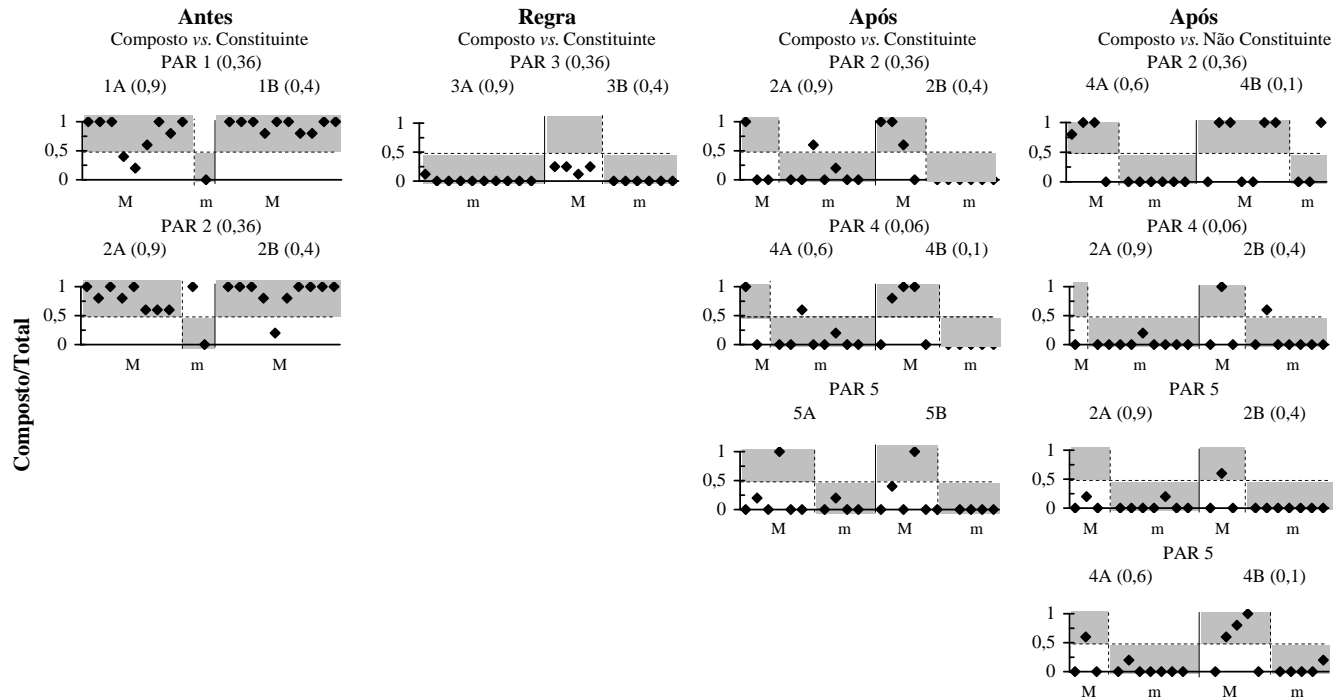 Antes
Composto vs. Constituinte
PAR 1 (0,36)
1A (0,9) 1B (0,4)
1
0,5
0
M M
PAR 2 (0,36)
2A (0,9) 2B (0,4)
1
0,5
0
M m M
Composto/Total
Regra
Composto vs. Constituinte
PAR 3 (0,36)
3A (0,9) 3B (0,4)
1
0,5
0
m M m
Após
Composto vs. Constituinte
PAR 2 (0,36)
2A (0,9) 2B (0,4)
1
0,5
0
M m M m
PAR 4 (0,06)
4A (0,6) 4B (0,1)
1
0,5
0
M m M m
PAR 5
5A 5B
1
0,5
0
M m M m
Após
Composto vs. Não Constituinte
PAR 2 (0,36)
4A (0,6) 4B (0,1)
1
0,5
0
M m M m
PAR 4 (0,06)
2A (0,9) 2B (0,4)
1
0,5
0
M m M m
PAR 5
2A (0,9) 2B (0,4)
1
0,5
0
M m M m
PAR 5
4A (0,6) 4B (0,1)
1
0,5
0
M m M m